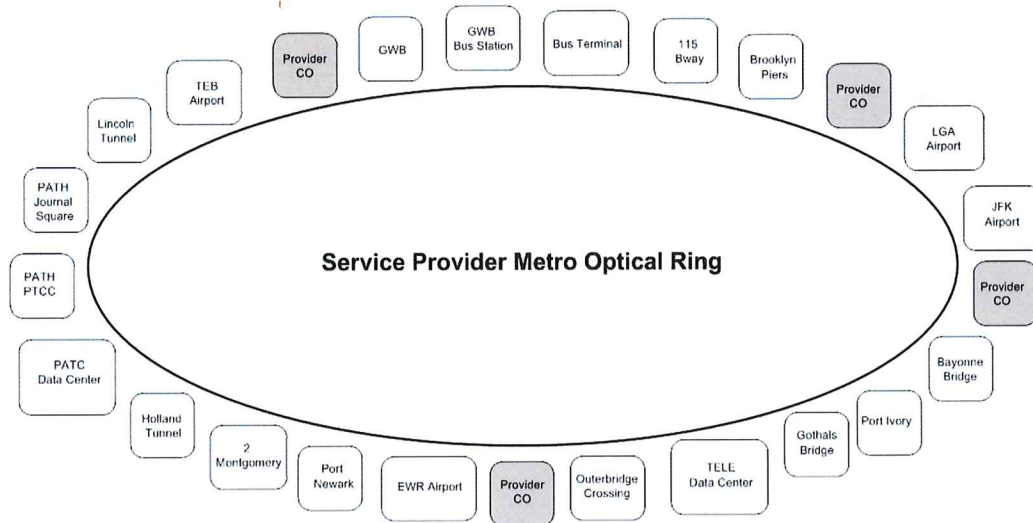 GWB
Bus Station
Bus Terminal
115
Bway
GWB
Provider
CO
Brooklyn
Piers
Provider
CO
TEB
Airport
Lincoln
Tunnel
LGA
Airport
PATH
Journal
Square
JFK
Airport
Service Provider Metro Optical Ring
PATH
PTCC
Provider
CO
PATC
Data Center
Bayonne
Bridge
Holland
Tunnel
Port Ivory
2
Montgomery
Gothals
Bridge
Port
Newark
EWR Airport
Provider
CO
Outerbridge
Crossing
TELE
Data Center